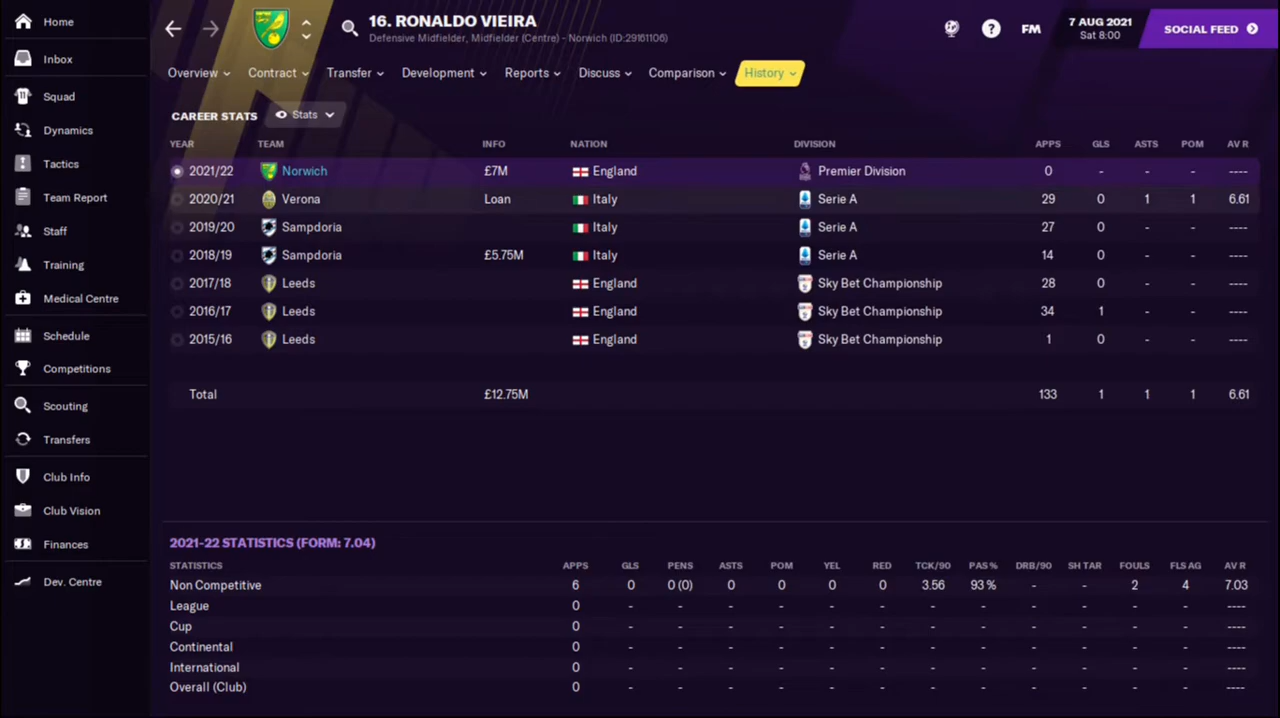 Home
Inbox
Squad
Dynamics
Tactics
Team Report
Staff
Training
Medical Centre
Schedule
Competitions
Scouting
Transfers
Club Info
Club Vision
Finances
Dev. Centre
16. RONALDO VIEIRA
Defensive Midfielder, Midfielder (Centre) - Norwich (ID:29161106)
FM
7 AUG 2021
Sat 8:00
SOCIAL FEED
Overview Contract Transfer Development Reports Discuss Comparison History
CAREER STATS Stats
YEAR TEAM INFO NATION DIVISION APPS GLS ASTS POM AV R
2021/22 Norwich £7M England Premier Division 0 - - - ----
2020/21 Verona Loan Italy Serie A 29 0 1 1 6.61
2019/20 Sampdoria Italy Serie A 27 0 - - ----
2018/19 Sampdoria £5.75M Italy Serie A 14 0 - - ----
2017/18 Leeds England Sky Bet Championship 28 0 - - ----
2016/17 Leeds England Sky Bet Championship 34 1 - - ----
2015/16 Leeds England Sky Bet Championship 1 0 - - ----
Total £12.75M 133 1 1 1 6.61
2021-22 STATISTICS (FORM: 7.04)
STATISTICS APPS GLS PENS ASTS POM YEL RED TCK/90 PAS% DRB/90 SH TAR FOULS FLS AG AV R
Non Competitive 6 0 0 (0) 0 0 0 0 3.56 93 % - - 2 4 7.03
League 0 - - - - - - - - - - - - ----
Cup 0 - - - - - - - - - - - - ----
Continental 0 - - - - - - - - - - - - ----
International 0 - - - - - - - - - - - - ----
Overall (Club) 0 - - - - - - - - - - - - ----